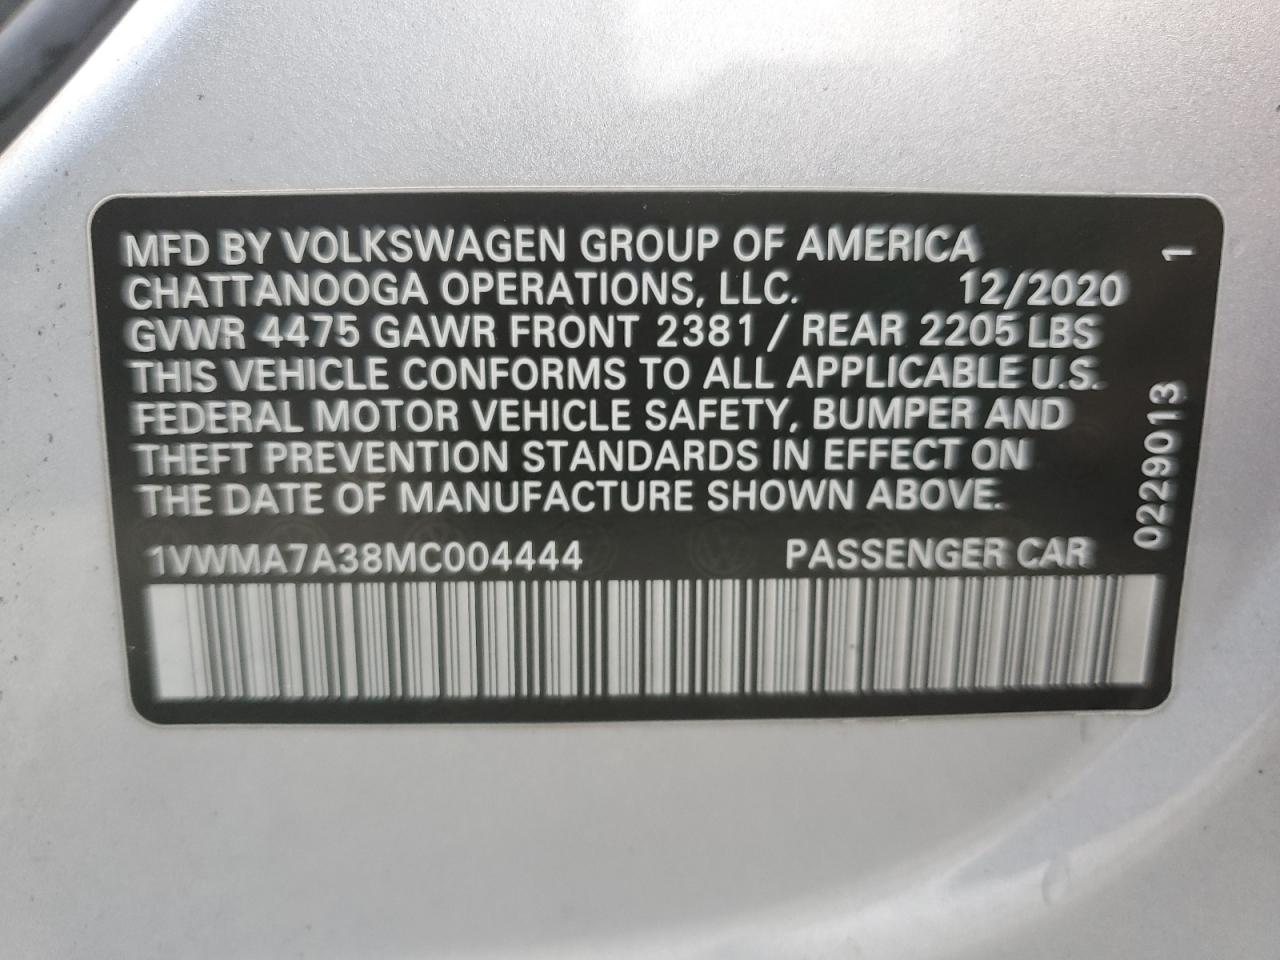 MFD BY VOLKSWAGEN GROUP OF AMERICA
CHATTANOOGA OPERATIONS, LLC. 12/2020
GVWR 4475 GAWR FRONT 2381 / REAR 2205 LBS
THIS VEHICLE CONFORMS TO ALL APPLICABLE U.S.
FEDERAL MOTOR VEHICLE SAFETY, BUMPER AND
THEFT PREVENTION STANDARDS IN EFFECT ON
THE DATE OF MANUFACTURE SHOWN ABOVE.
1VWMA7A38MC004444 PASSENGER CAR
0229013 1